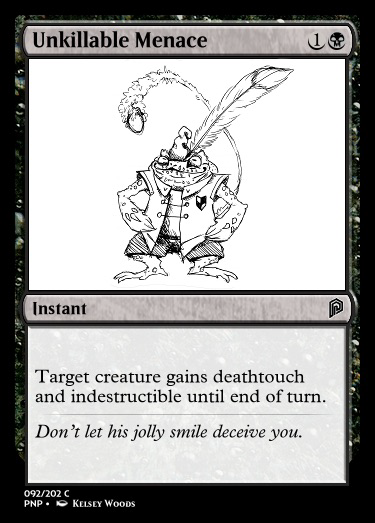 Unkillable Menace 1
Instant
Target creature gains deathtouch
and indestructible until end of turn.
Don't let his jolly smile deceive you.
092/202 C
PNP • Kelsey Woods